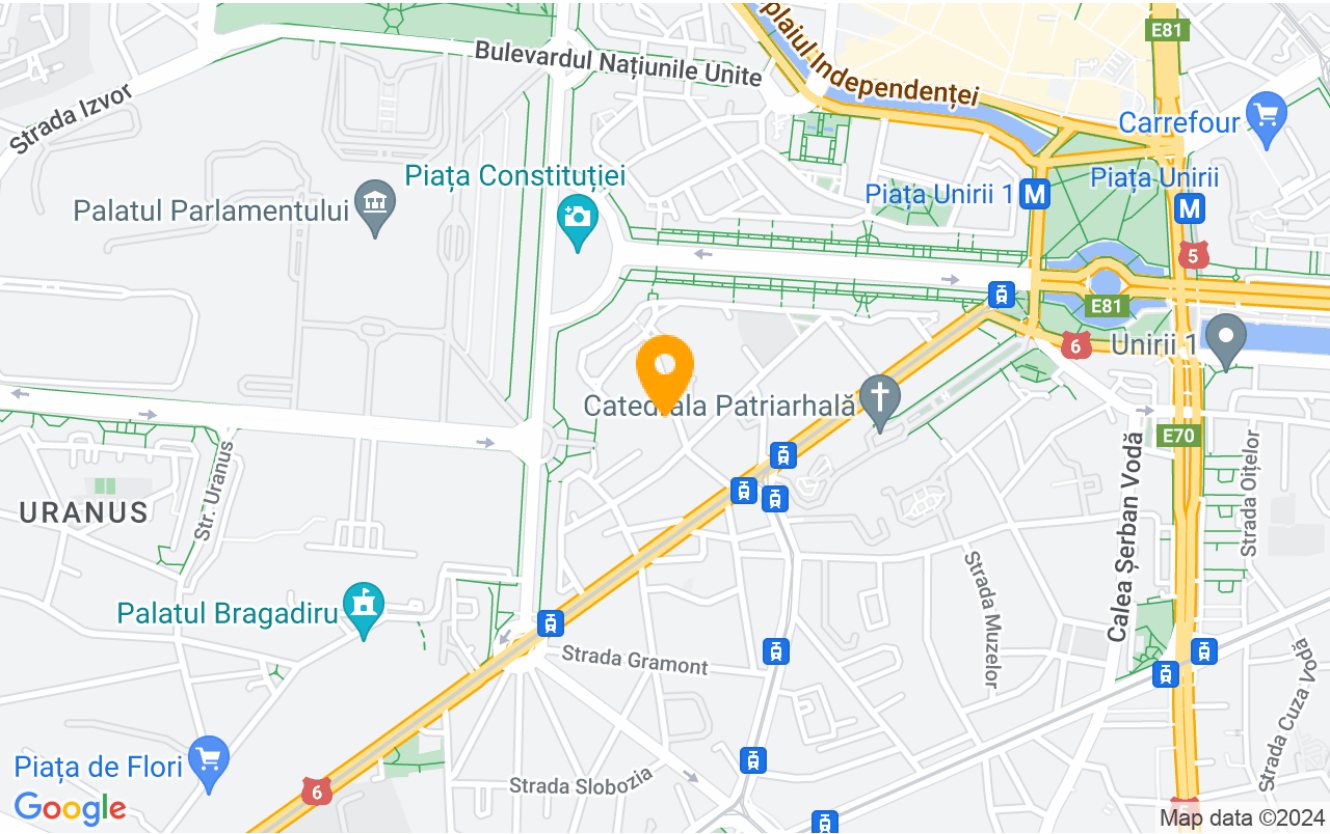 plaiul Independenței
E81
Bulevardul Națiunile Unite
Strada Izvor
Carrefour
Piața Constituției
Piața Unirii 1
M
Piața Unirii
M
Palatul Parlamentului
5
E81
6
Unirii 1
Catedrala Patriarhală
E70
Calea Șerban Vodă
Strada Oițelor
URANUS
Str. Uranus
Strada Muzelor
Palatul Bragadiru
Strada Gramont
Strada Cuza Vodă
Piața de Flori
Strada Slobozia
6
Google
5
Map data ©2024